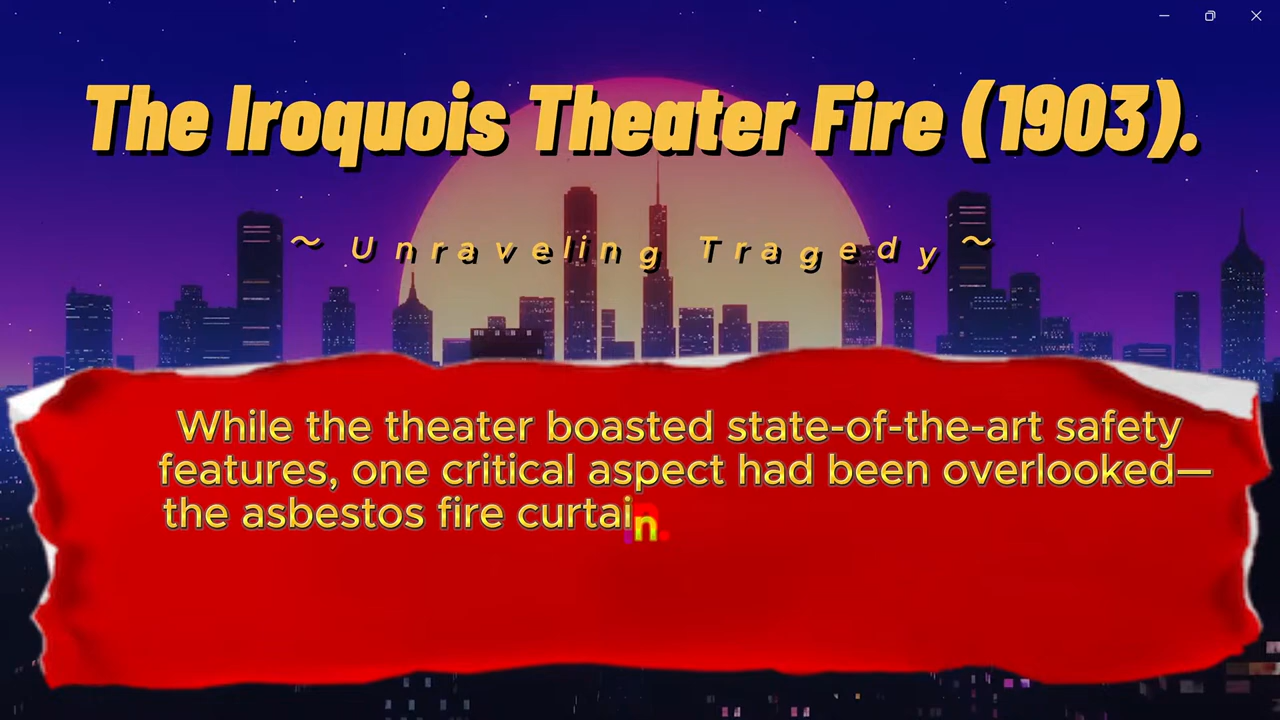 The Iroquois Theater Fire (1903).
~ Unraveling Tragedy ~
While the theater boasted state-of-the-art safety
features, one critical aspect had been overlooked—
the asbestos fire curtain.